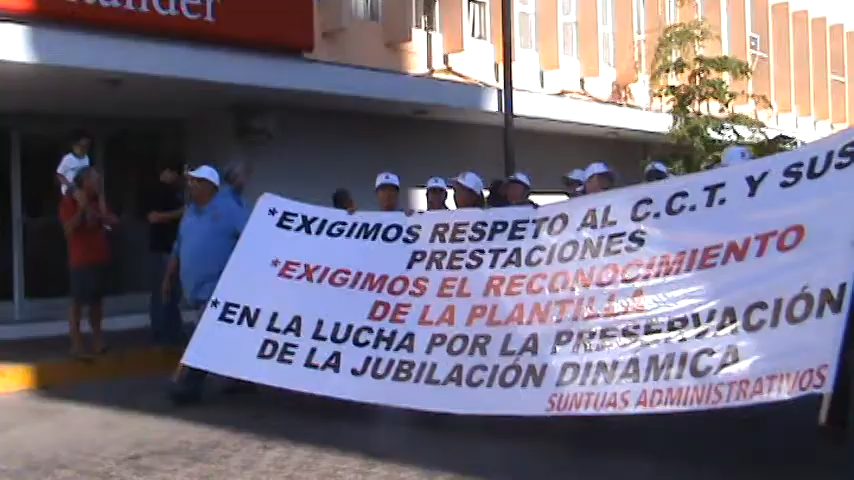 *EXIGIMOS RESPETO AL C.C.T. Y SUS
PRESTACIONES
*EXIGIMOS EL RECONOCIMIENTO
DE LA PLANTILLA
*EN LA LUCHA POR LA PRESERVACIÓN
DE LA JUBILACIÓN DINÁMICA
SUNTUAS ADMINISTRATIVOS